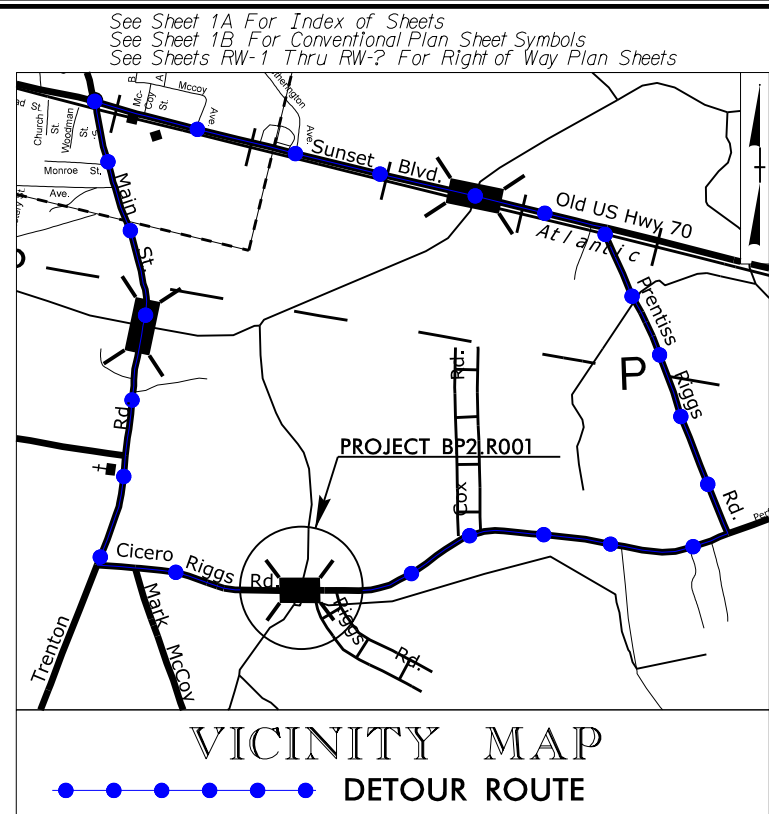 See Sheet 1A For Index of Sheets
See Sheet 1B For Conventional Plan Sheet Symbols
See Sheets RW-1 Thru RW-? For Right of Way Plan Sheets
B
A
Mc-
Coy
St.
Mccoy
Ave
Ave.
St.
Church
St.
Woodman
St.
Monroe St.
Ave.
Main
St.
Sunset Blvd.
Old US Hwy 70
Atlantic
Prentiss
Riggs
Rd.
P
Rd.
Cox
PROJECT BP2.R001
Rd.
Cicero Riggs Rd.
Riggs
Rd.
Mark McCoy
Trenton
VICINITY MAP
DETOUR ROUTE